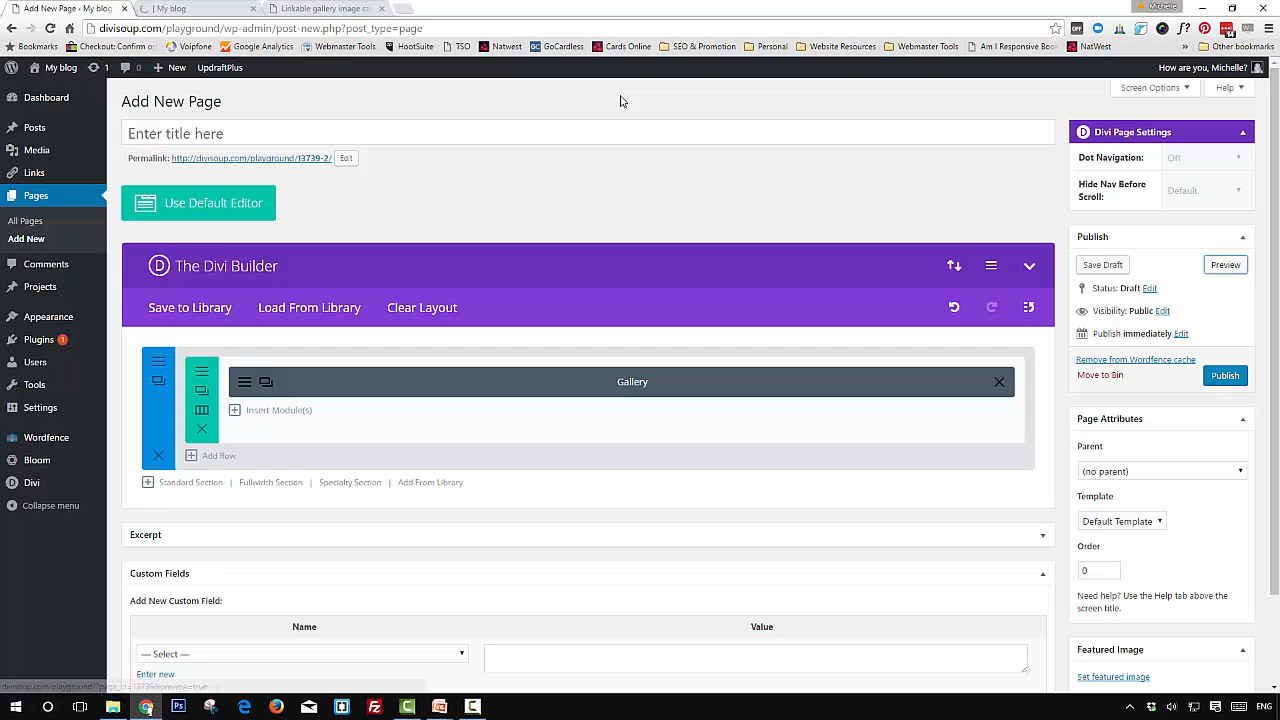 Add New Page ‹ My blog
| My blog
Linkable gallery image co
Michelle
divisoup.com/playground/wp-admin/post-new.php?post_type=page
Bookmarks
Checkout: Confirm o
Voipfone
Google Analytics
Webmaster Tools
HootSuite
TSO
Natwest
GoCardless
Cards Online
SEO & Promotion
Personal
Website Resources
Webmaster Tools
Am I Responsive Boo
NatWest
»
Other bookmarks
My blog
1
0
New
UpdraftPlus
How are you, Michelle?
Dashboard
Posts
Media
Links
Pages
All Pages
Add New
Comments
Projects
Appearance
Plugins 1
Users
Tools
Settings
Wordfence
Bloom
Divi
Collapse menu
Screen Options
Help
Add New Page
Enter title here
Permalink: http://divisoup.com/playground/13739-2/ Edit
Use Default Editor
The Divi Builder
Save to Library
Load From Library
Clear Layout
Gallery
Insert Module(s)
Add Row
Standard Section | Fullwidth Section | Specialty Section | Add From Library
Excerpt
Custom Fields
Add New Custom Field:
Name
Value
— Select —
Enter new
Divi Page Settings
Dot Navigation:
Off
Hide Nav Before
Scroll:
Default
Publish
Save Draft
Preview
Status: Draft Edit
Visibility: Public Edit
Publish immediately Edit
Remove from Wordfence cache
Move to Bin
Publish
Page Attributes
Parent
(no parent)
Template
Default Template
Order
0
Need help? Use the Help tab above the
screen title.
Featured Image
Set featured image
divisoup.com/playground/?page_id=13739&preview=true
ENG